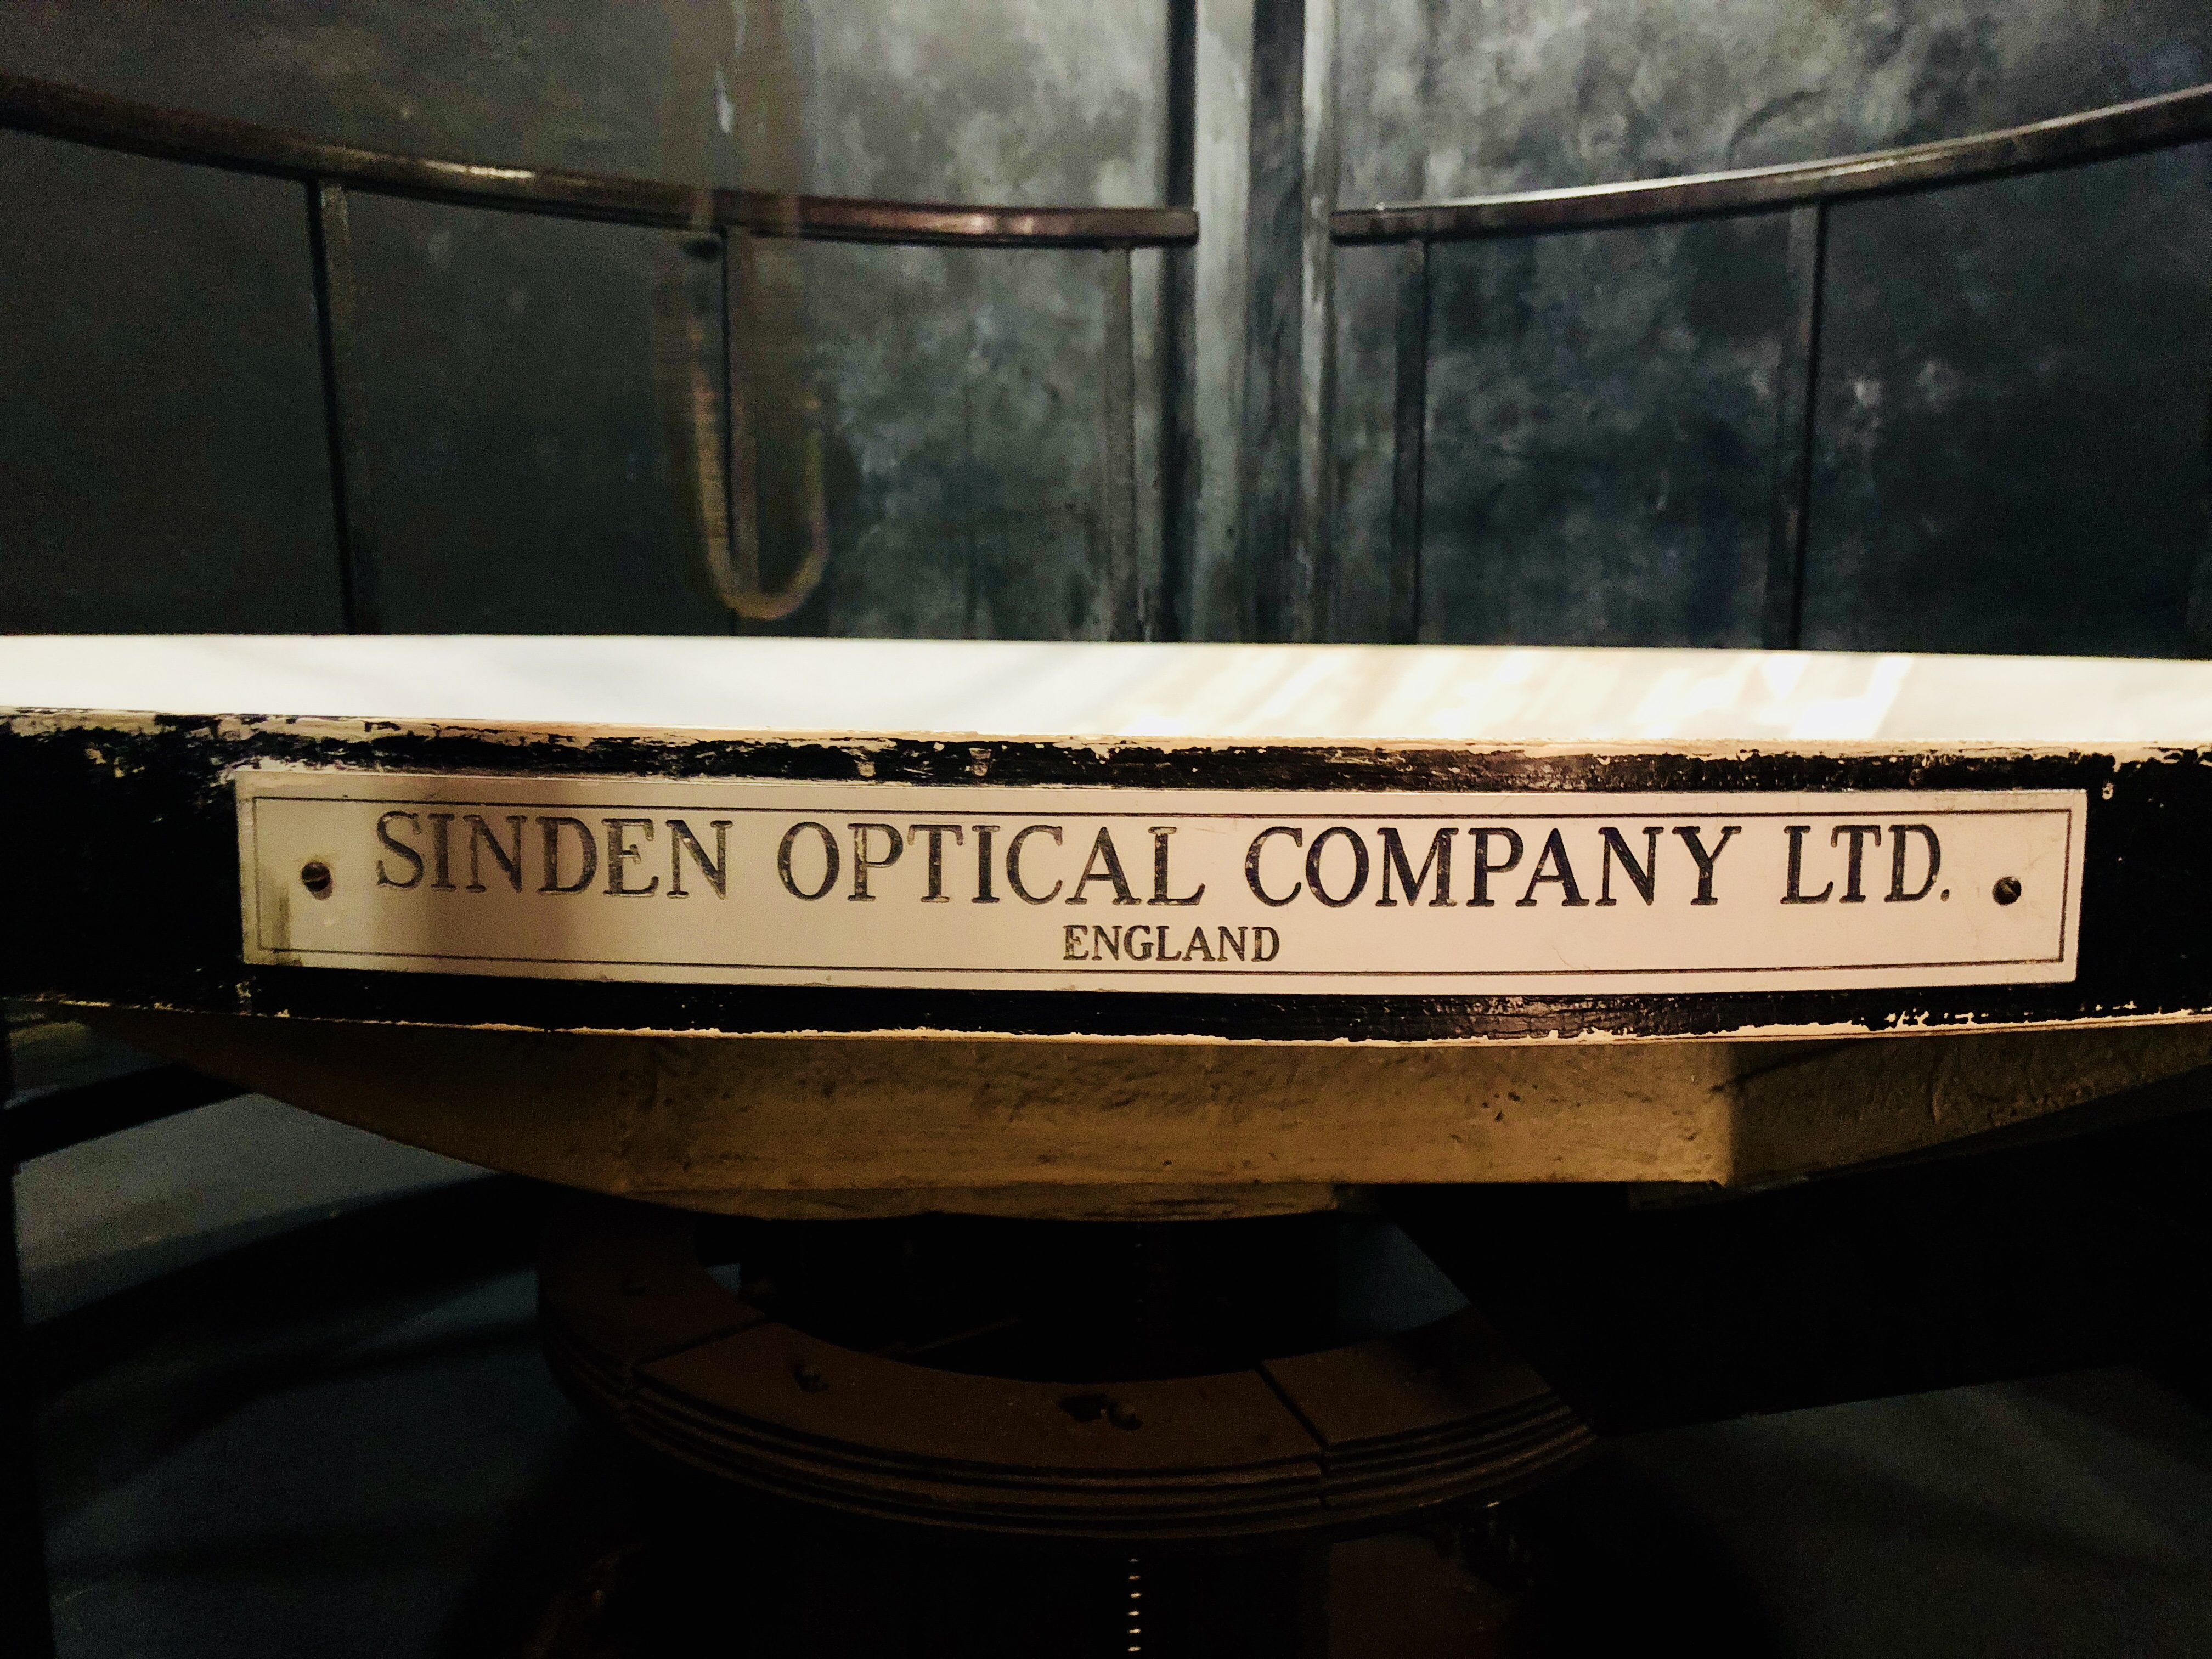 SINDEN OPTICAL COMPANY LTD.
ENGLAND